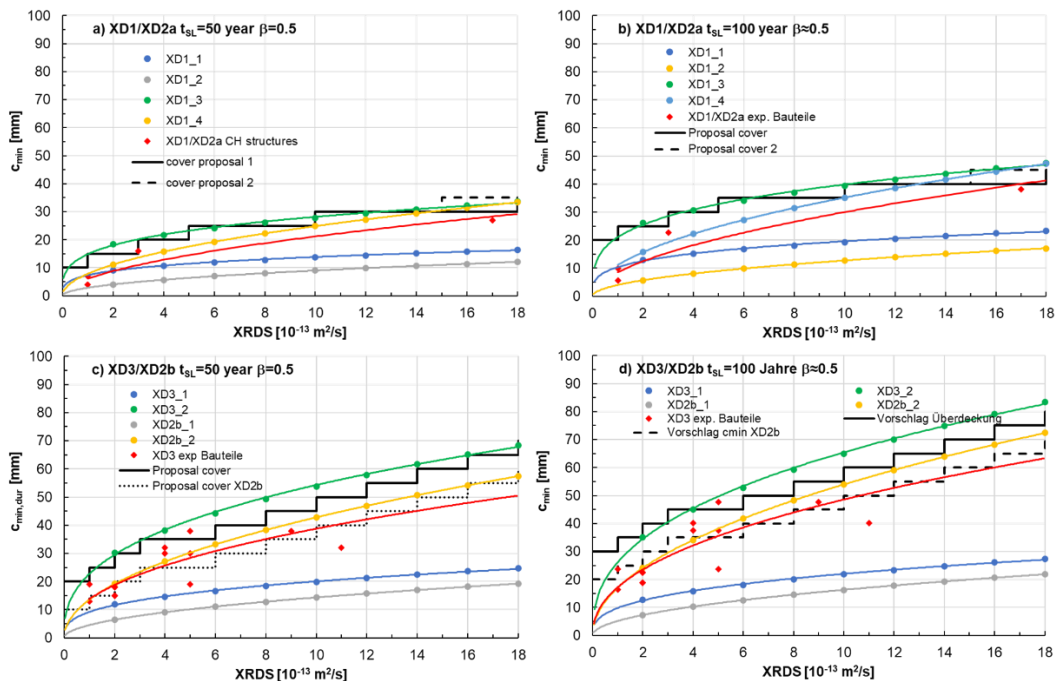 a) XD1/XD2a tSL=50 year β=0.5
100
90
80
70
60
50
40
30
20
10
0
cmin [mm]
XD1_1
XD1_2
XD1_3
XD1_4
XD1/XD2a CH structures
cover proposal 1
cover proposal 2
0 2 4 6 8 10 12 14 16 18
XRDS [10-13 m2/s]
b) XD1/XD2a tSL=100 year β≈0.5
100
90
80
70
60
50
40
30
20
10
0
cmin [mm]
XD1_1
XD1_2
XD1_3
XD1_4
XD1/XD2a exp. Bauteile
Proposal cover
Proposal cover 2
0 2 4 6 8 10 12 14 16 18
XRDS [10-13 m2/s]
c) XD3/XD2b tSL=50 year β=0.5
100
90
80
70
60
50
40
30
20
10
0
cmin,dur [mm]
XD3_1
XD3_2
XD2b_1
XD2b_2
XD3 exp Bauteile
Proposal cover
Proposal cover XD2b
0 2 4 6 8 10 12 14 16 18
XRDS [10-13 m2/s]
d) XD3/XD2b tSL=100 Jahre β≈0.5
100
90
80
70
60
50
40
30
20
10
0
cmin [mm]
XD3_1 XD3_2
XD2b_1 XD2b_2
XD3 exp. Bauteile Vorschlag Überdeckung
Vorschlag cmin XD2b
0 2 4 6 8 10 12 14 16 18
XRDS [10-13 m2/s]